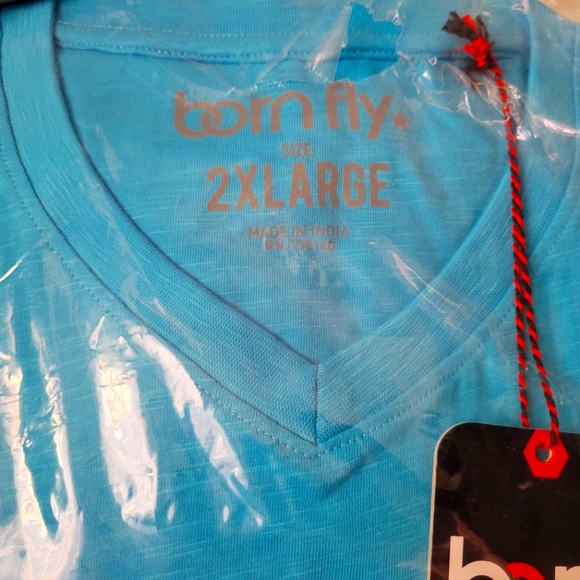 born fly
SIZE:
2XLARGE
MADE IN INDIA